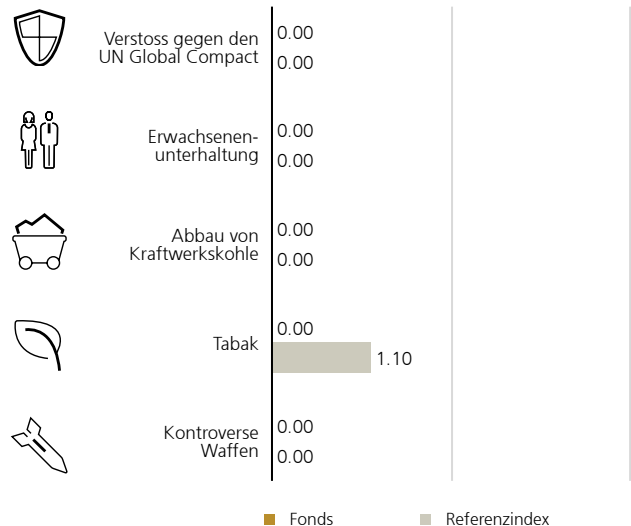 Verstoss gegen den
UN Global Compact
0.00
0.00
Erwachsenen-
unterhaltung
0.00
0.00
Abbau von
Kraftwerkskohle
0.00
0.00
Tabak
0.00
1.10
Kontroverse
Waffen
0.00
0.00
Fonds
Referenzindex